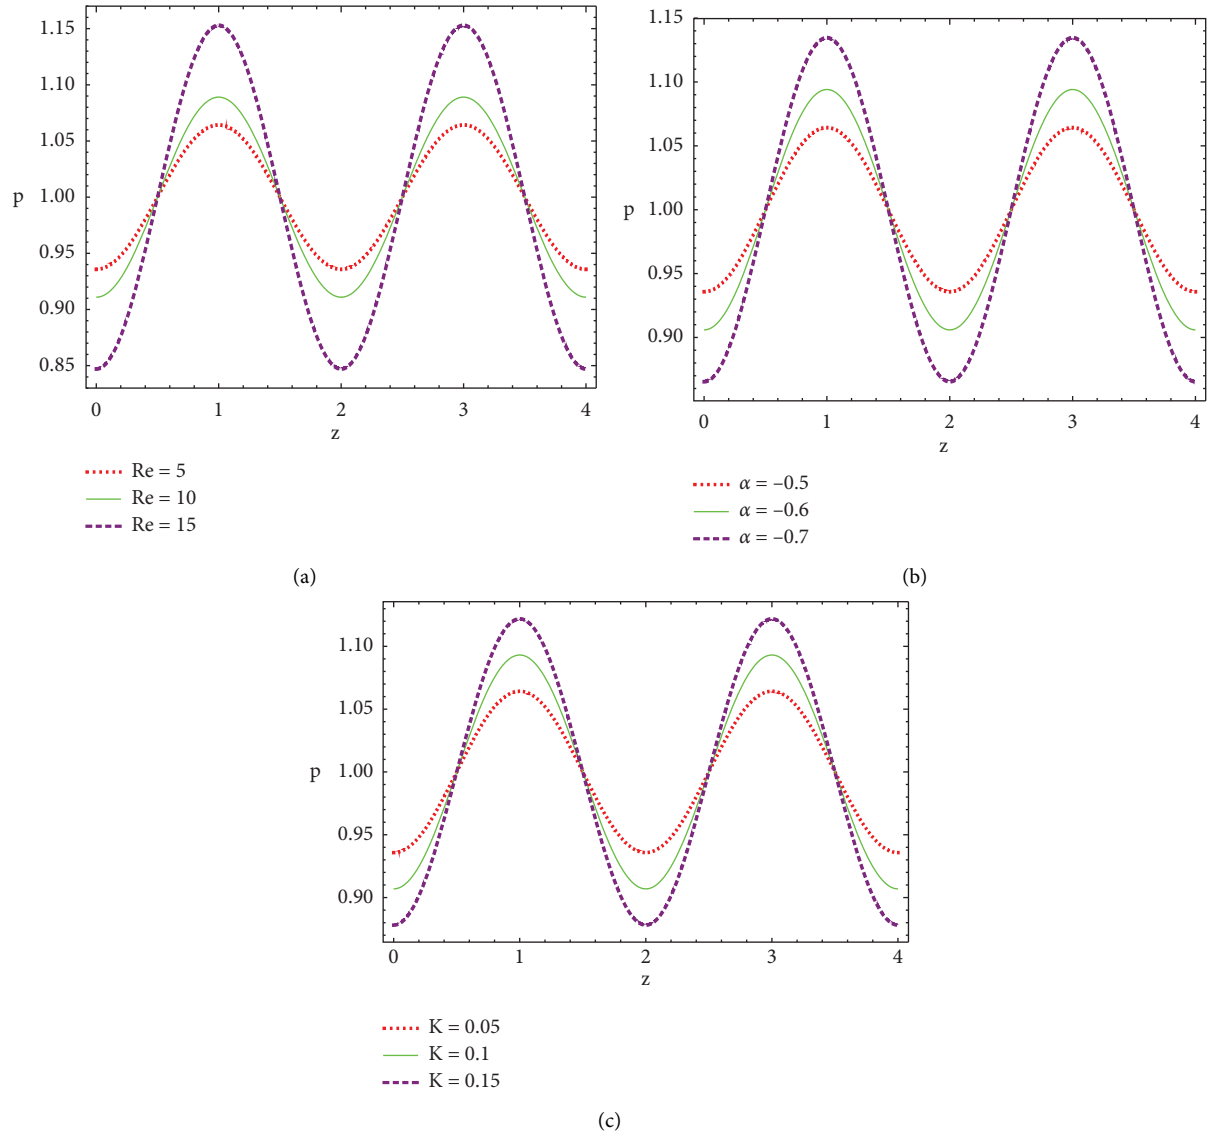 1.15
1.10
1.05
1.00
0.95
0.90
0.85
p
0 1 2 3 4
z
Re = 5
Re = 10
Re = 15
(a)
1.15
1.10
1.05
1.00
0.95
0.90
p
0 1 2 3 4
z
α = –0.5
α = –0.6
α = –0.7
(b)
1.10
1.05
1.00
0.95
0.90
p
0 1 2 3 4
z
K = 0.05
K = 0.1
K = 0.15
(c)